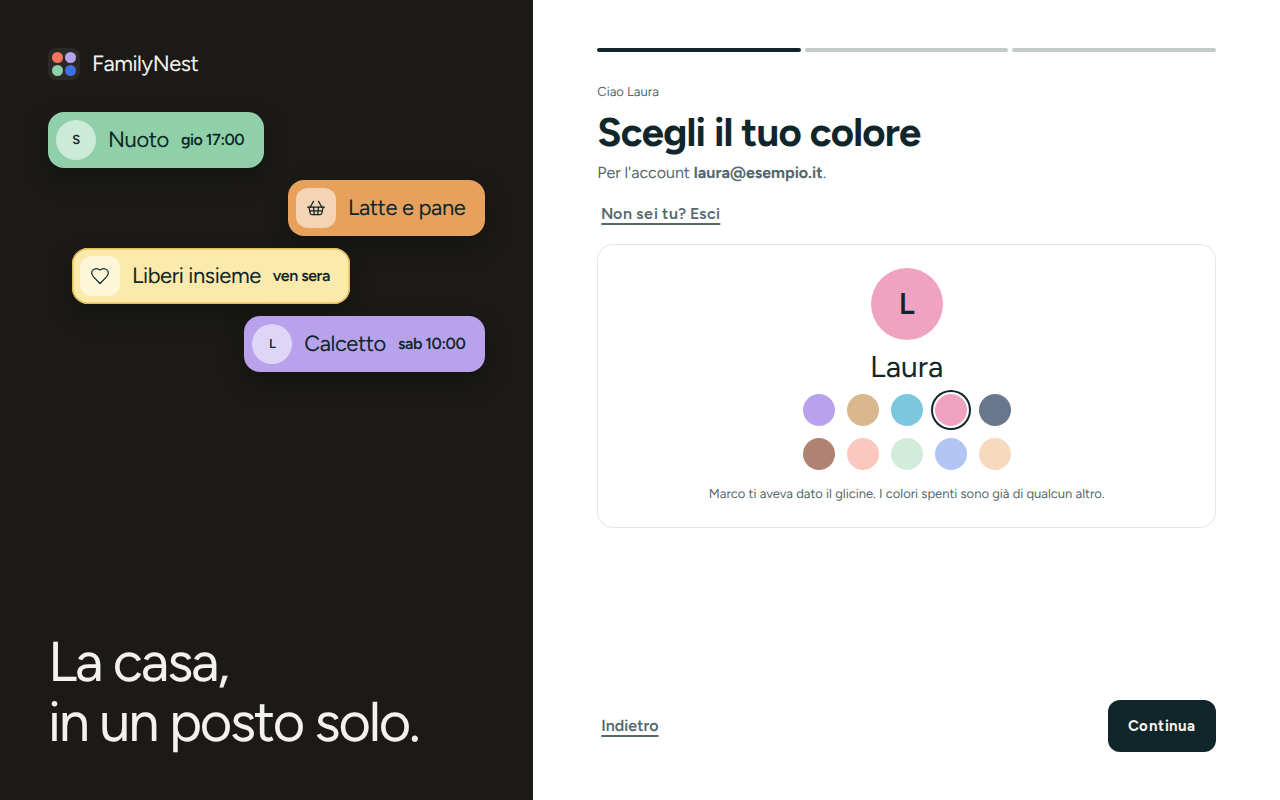 FamilyNest
S Nuoto gio 17:00
Latte e pane
Liberi insieme ven sera
L Calcetto sab 10:00
La casa,
in un posto solo.
Ciao Laura
Scegli il tuo colore
Per l'account laura@esempio.it.
Non sei tu? Esci
L
Laura
Marco ti aveva dato il glicine. I colori spenti sono già di qualcun altro.
Indietro
Continua